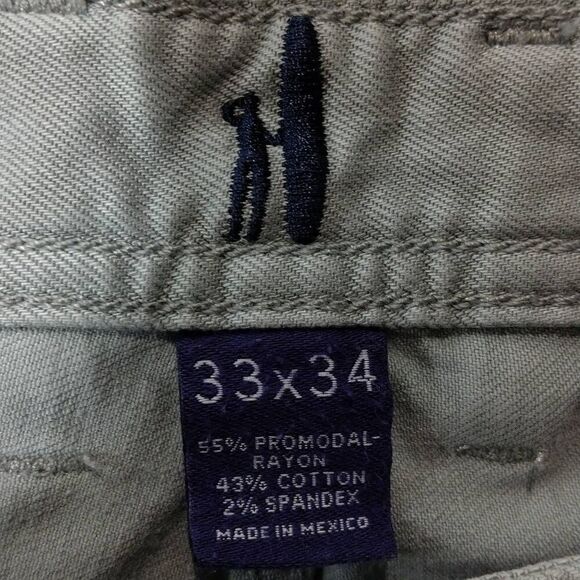 33x34
55% PROMODAL-
RAYON
43% COTTON
2% SPANDEX
MADE IN MEXICO